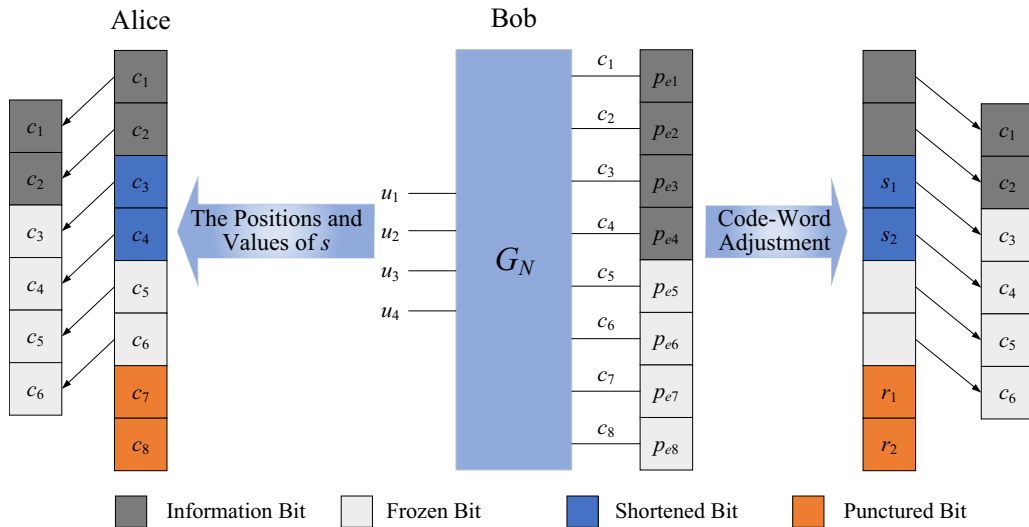 Alice
Bob
c1
c2
c3
c4
c5
c6
c1
c2
c3
c4
c5
c6
c7
c8
The Positions and
Values of s
u1
u2
u3
u4
GN
c1
c2
c3
c4
c5
c6
c7
c8
pe1
pe2
pe3
pe4
pe5
pe6
pe7
pe8
Code-Word
Adjustment
s1
s2
r1
r2
c1
c2
c3
c4
c5
c6
Information Bit
Frozen Bit
Shortened Bit
Punctured Bit